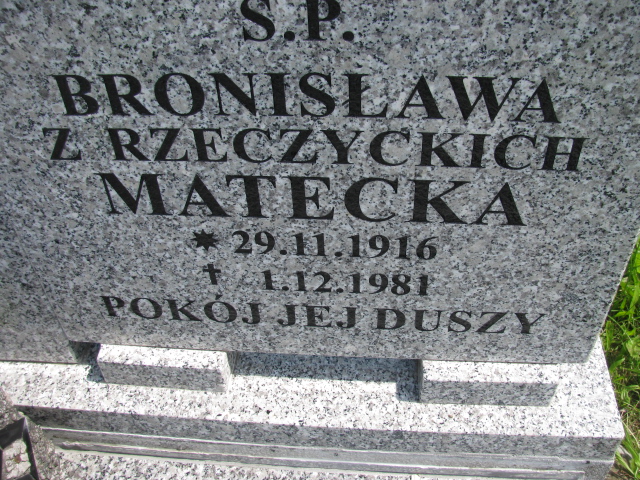 Ś.P.
BRONISŁAWA
Z RZECZYCKICH
MATECKA
* 29.11.1916
† 1.12.1981
POKÓJ JEJ DUSZY